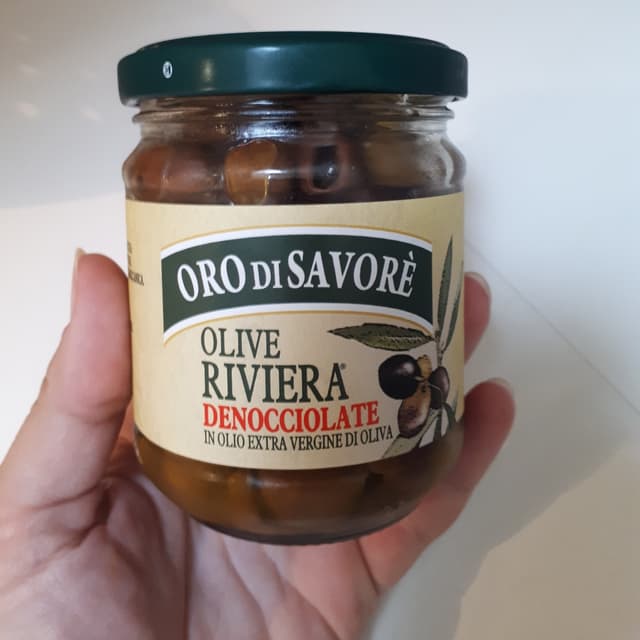 ORO DI SAVORÈ
OLIVE
RIVIERA®
DENOCCIOLATE
IN OLIO EXTRA VERGINE DI OLIVA